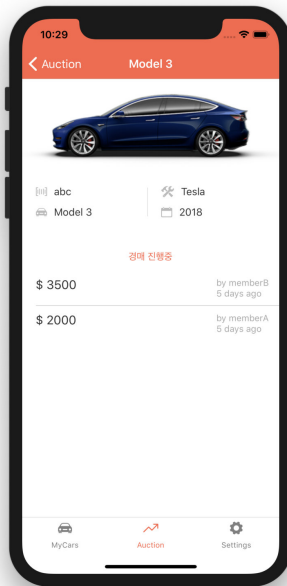 10:29
Auction
Model 3
abc
Tesla
Model 3
2018
경매 진행중
$ 3500
by memberB
5 days ago
$ 2000
by memberA
5 days ago
MyCars
Auction
Settings